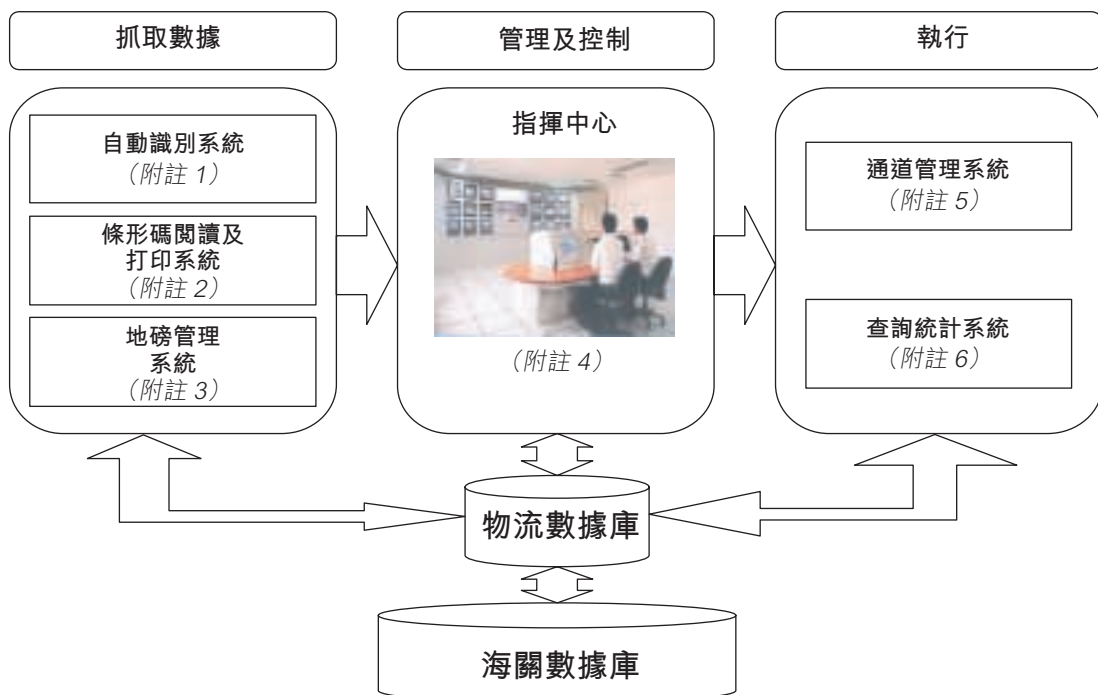 抓取數據
管理及控制
執行
自動識別系統
(附註 1)
條形碼閱讀及
打印系統
(附註 2)
地磅管理
系統
(附註 3)
指揮中心
(附註 4)
通道管理系統
(附註 5)
查詢統計系統
(附註 6)
物流數據庫
海關數據庫